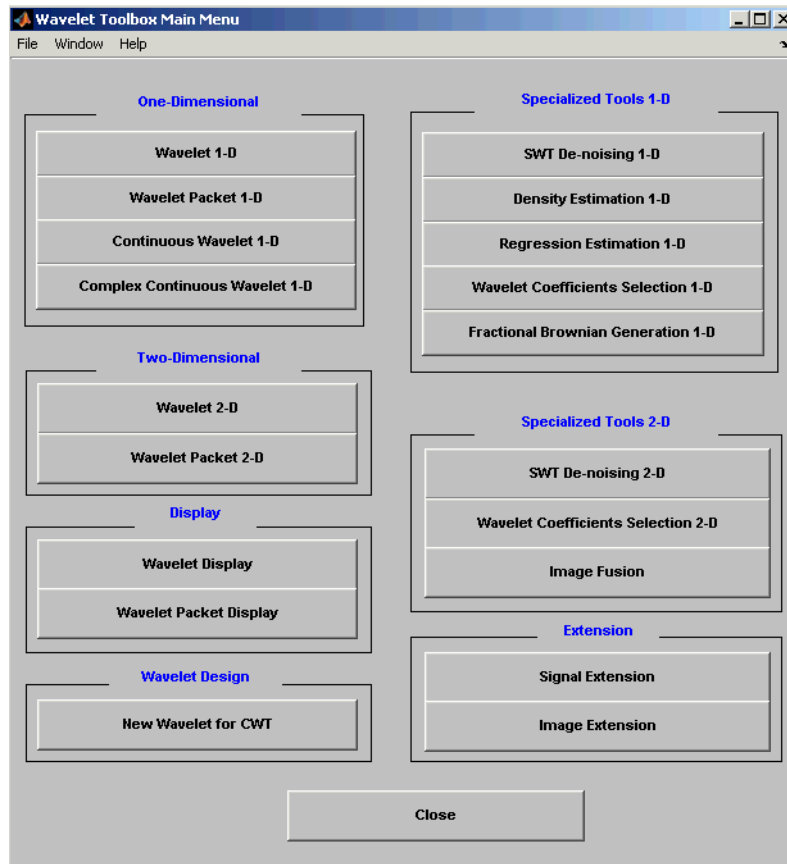 Wavelet Toolbox Main Menu
File Window Help
One-Dimensional
Wavelet 1-D
Wavelet Packet 1-D
Continuous Wavelet 1-D
Complex Continuous Wavelet 1-D
Two-Dimensional
Wavelet 2-D
Wavelet Packet 2-D
Display
Wavelet Display
Wavelet Packet Display
Wavelet Design
New Wavelet for CWT
Specialized Tools 1-D
SWT De-noising 1-D
Density Estimation 1-D
Regression Estimation 1-D
Wavelet Coefficients Selection 1-D
Fractional Brownian Generation 1-D
Specialized Tools 2-D
SWT De-noising 2-D
Wavelet Coefficients Selection 2-D
Image Fusion
Extension
Signal Extension
Image Extension
Close